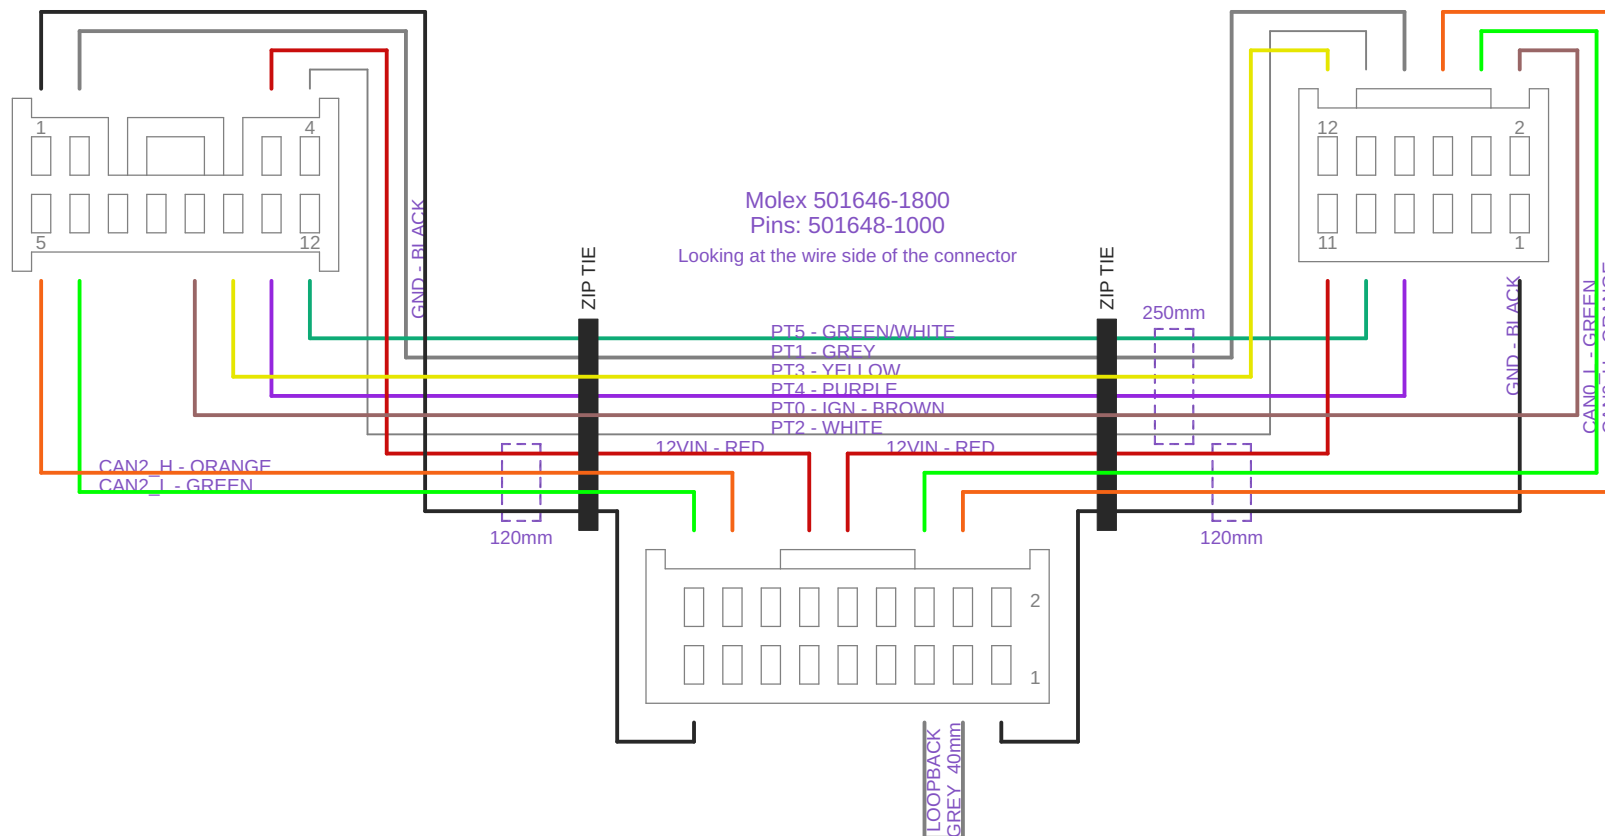 1
4
5
12
GND - BLACK
ZIP TIE
Molex 501646-1800
Pins: 501648-1000
Looking at the wire side of the connector
ZIP TIE
250mm
12
2
11
1
GND - BLACK
CAN0_L - GREEN
PT5 - GREEN/WHITE
PT1 - GREY
PT3 - YELLOW
PT4 - PURPLE
PT0 - IGN - BROWN
PT2 - WHITE
12VIN - RED
12VIN - RED
CAN2_H - ORANGE
CAN2_L - GREEN
120mm
120mm
2
1
LOOPBACK
GREY 40mm